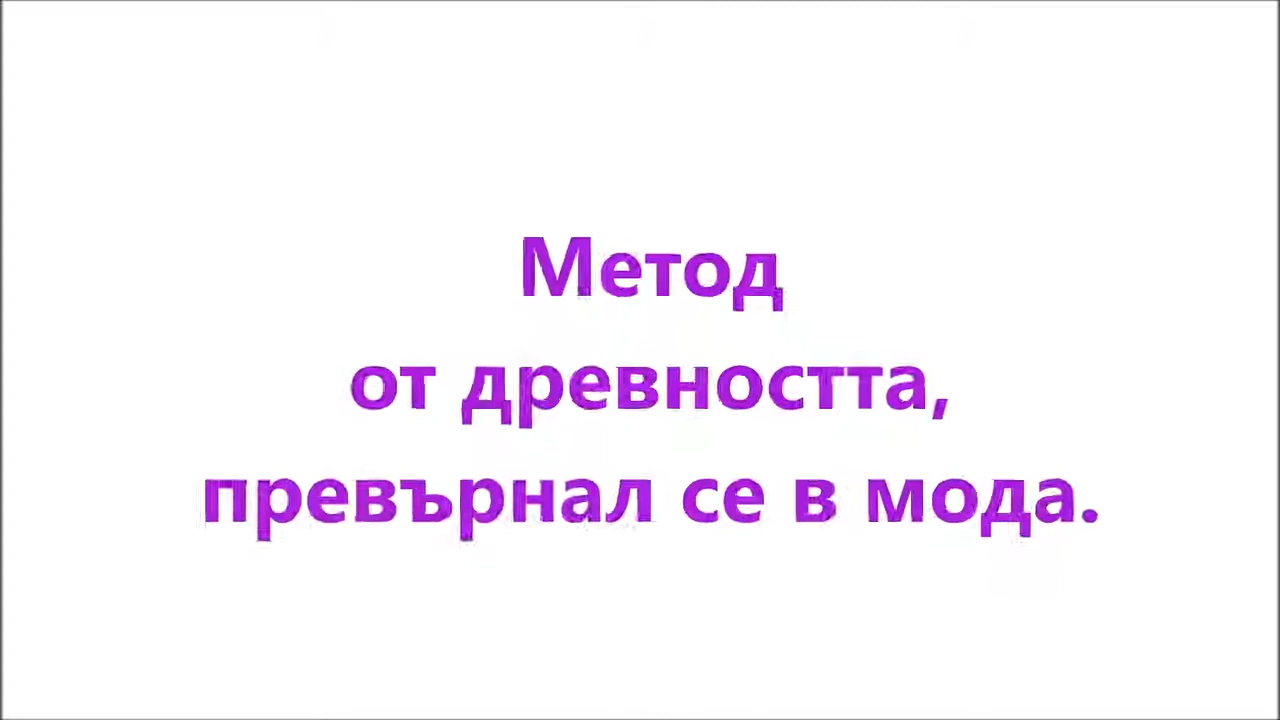 Метод
от древността,
превърнал се в мода.